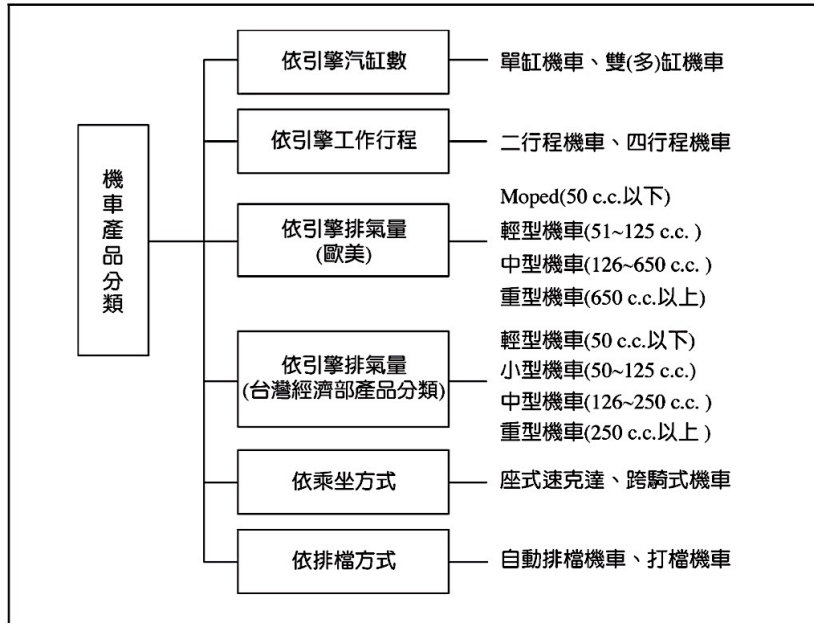 機車產品分類
依引擎汽缸數
單缸機車、雙(多)缸機車
依引擎工作行程
二行程機車、四行程機車
依引擎排氣量
(歐美)
Moped(50 c.c.以下)
輕型機車(51~125 c.c. )
中型機車(126~650 c.c. )
重型機車(650 c.c.以上)
依引擎排氣量
(台灣經濟部產品分類)
輕型機車(50 c.c.以下)
小型機車(50~125 c.c.)
中型機車(126~250 c.c. )
重型機車(250 c.c.以上 )
依乘坐方式
座式速克達、跨騎式機車
依排檔方式
自動排檔機車、打檔機車